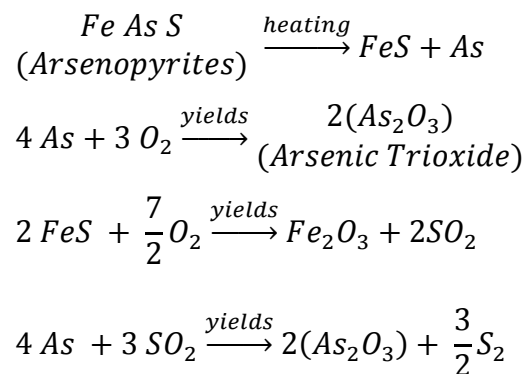 Fe As S (Arsenopyrites) heating → FeS + As
4 As + 3 O₂ yields → 2(As₂O₃) (Arsenic Trioxide)
2 FeS + 7/2 O₂ yields → Fe₂O₃ + 2SO₂
4 As + 3 SO₂ yields → 2(As₂O₃) + 3/2 S₂